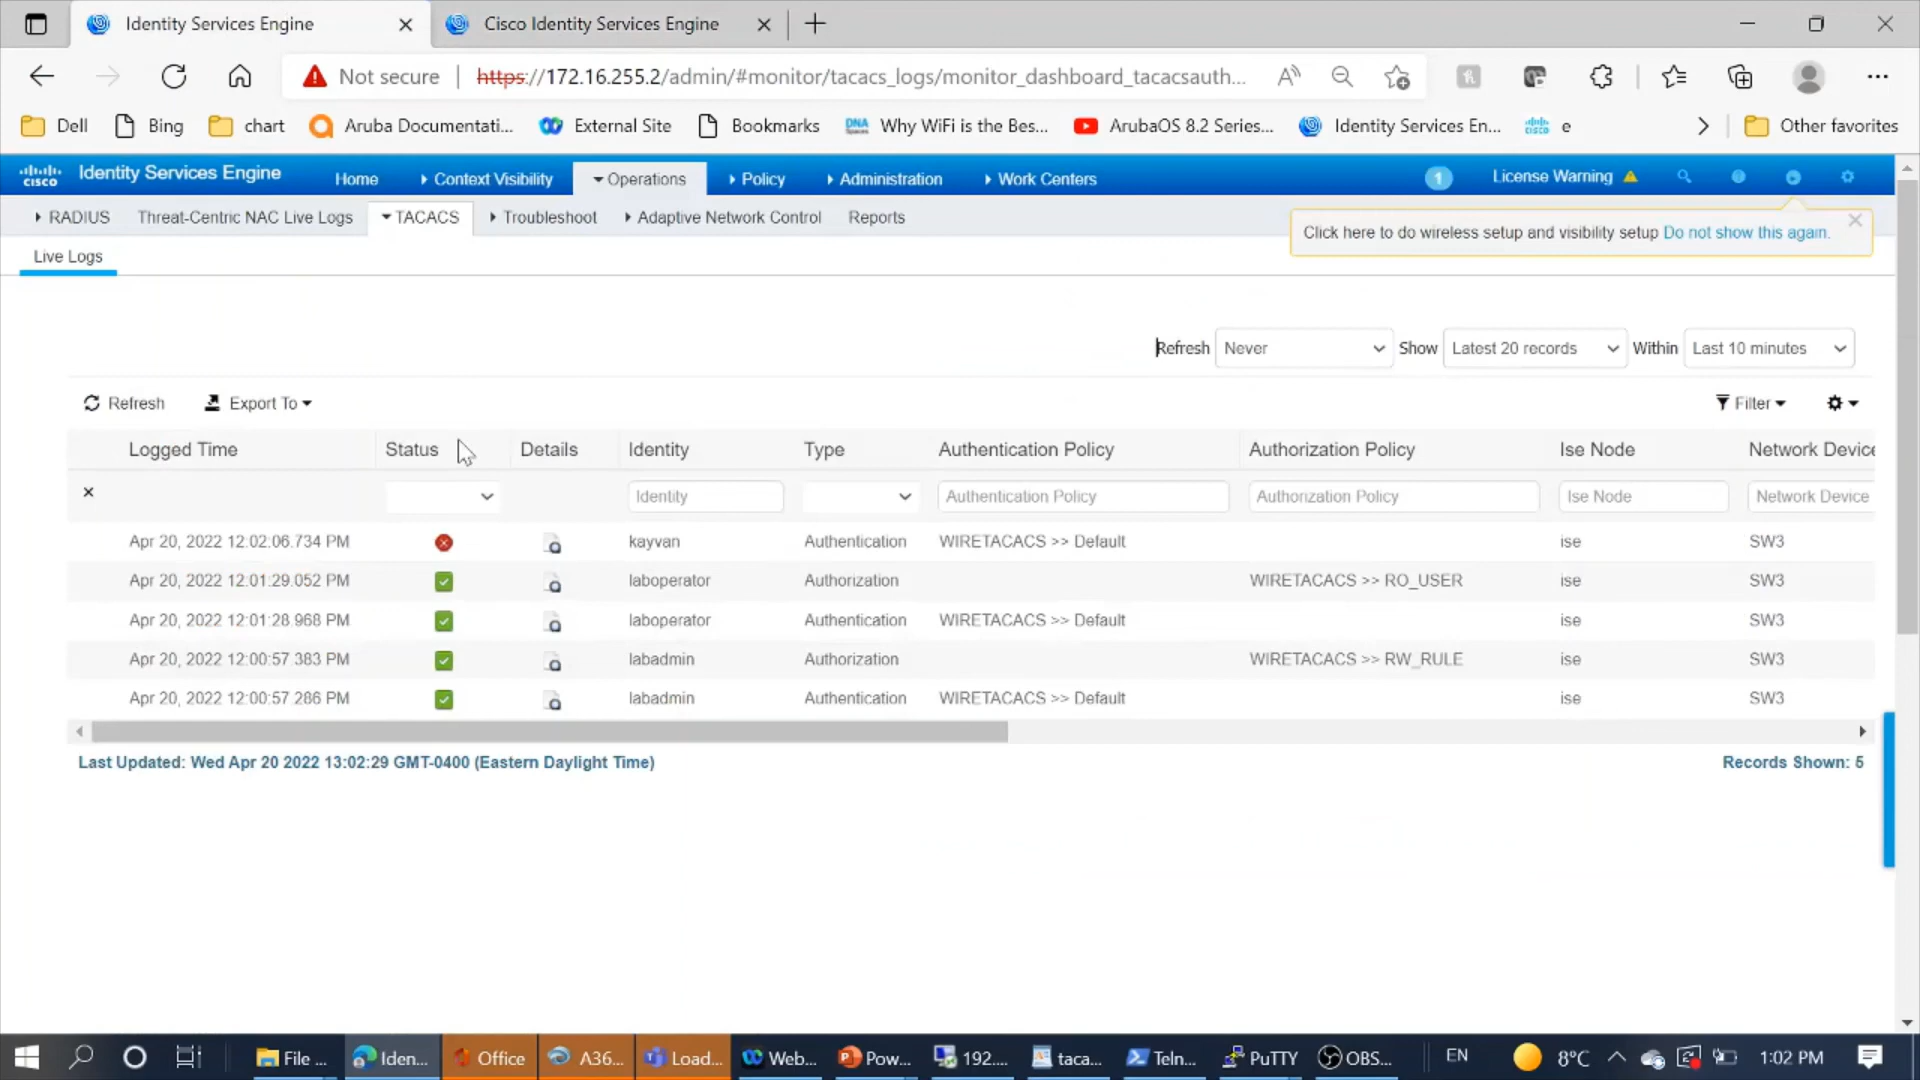 Identity Services Engine
Cisco Identity Services Engine
Not secure | https://172.16.255.2/admin/#monitor/tacacs_logs/monitor_dashboard_tacacsauth...
Dell Bing chart Aruba Documentati... External Site Bookmarks DNA Spaces Why WiFi is the Bes... ArubaOS 8.2 Series... Identity Services En... cisco e Other favorites
cisco Identity Services Engine Home Context Visibility Operations Policy Administration Work Centers 1 License Warning
RADIUS Threat-Centric NAC Live Logs TACACS Troubleshoot Adaptive Network Control Reports
Click here to do wireless setup and visibility setup Do not show this again.
Live Logs
Refresh Never Show Latest 20 records Within Last 10 minutes
Refresh Export To Filter
Logged Time Status Details Identity Type Authentication Policy Authorization Policy Ise Node Network Device
Identity Authentication Policy Authorization Policy Ise Node Network Device
Apr 20, 2022 12:02:06.734 PM kayvan Authentication WIRETACACS >> Default ise SW3
Apr 20, 2022 12:01:29.052 PM laboperator Authorization WIRETACACS >> RO_USER ise SW3
Apr 20, 2022 12:01:28.968 PM laboperator Authentication WIRETACACS >> Default ise SW3
Apr 20, 2022 12:00:57.383 PM labadmin Authorization WIRETACACS >> RW_RULE ise SW3
Apr 20, 2022 12:00:57.286 PM labadmin Authentication WIRETACACS >> Default ise SW3
Last Updated: Wed Apr 20 2022 13:02:29 GMT-0400 (Eastern Daylight Time) Records Shown: 5
File ... Iden... Office A36... Load... Web... Pow... 192.... taca... Teln... PuTTY OBS... EN 8°C 1:02 PM